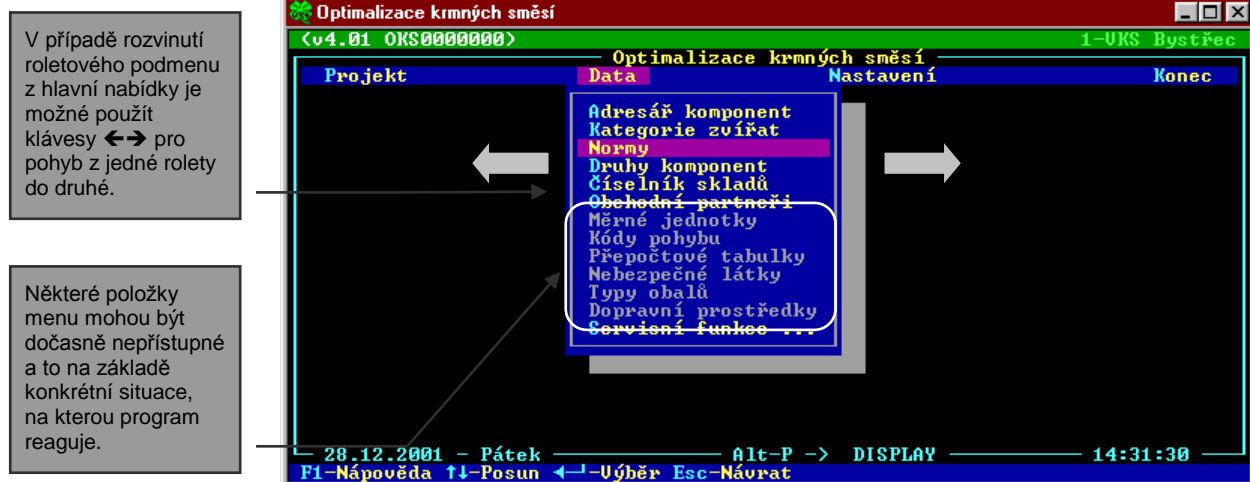 V případě rozvinutí
roletového podmenu
z hlavní nabídky je
možné použít
klávesy ←→ pro
pohyb z jedné rolety
do druhé.
Některé položky
menu mohou být
dočasně nepřístupné
a to na základě
konkrétní situace,
na kterou program
reaguje.
Optimalizace krmných směsí
(v4.01 OKS0000000) 1-VKS Bystřec
Optimalizace krmných směsí
Projekt Data Nastavení Konec
Adresář komponent
Kategorie zvířat
Normy
Druhy komponent
Číselník skladů
Obchodní partneři
Měrné jednotky
Kódy pohybu
Přepočtové tabulky
Nebezpečné látky
Typy obalů
Dopravní prostředky
Servisní funkce ...
28.12.2001 - Pátek Alt-P -> DISPLAY 14:31:30
F1-Nápověda ↑↓-Posun ◄─┘-Výběr Esc-Návrat